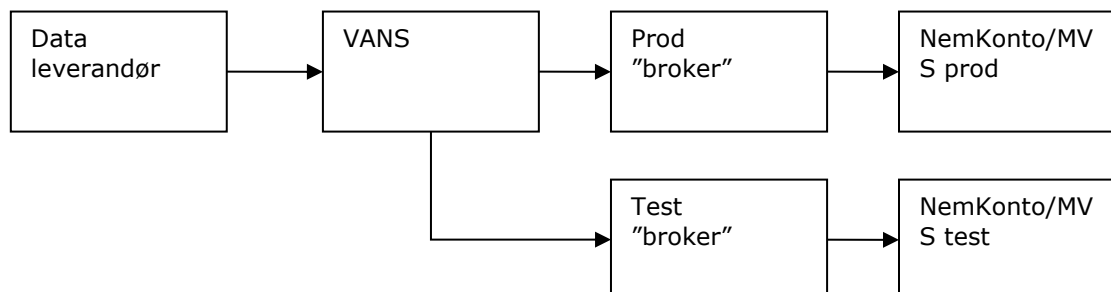 Data
leverandør
VANS
Prod
”broker”
NemKonto/MV
S prod
Test
”broker”
NemKonto/MV
S test